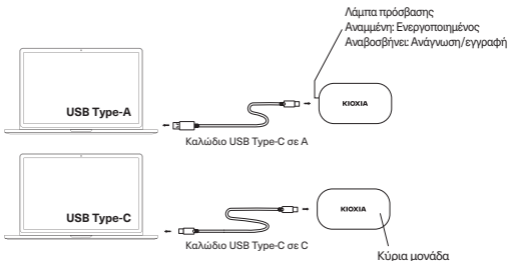 Λάμπα πρόσβασης
Αναμμένη: Ενεργοποιημένος
Αναβοσβήνει: Ανάγνωση/εγγραφή
USB Type-A
KIOXIA
Καλώδιο USB Type-C σε A
USB Type-C
KIOXIA
Καλώδιο USB Type-C σε C
Κύρια μονάδα